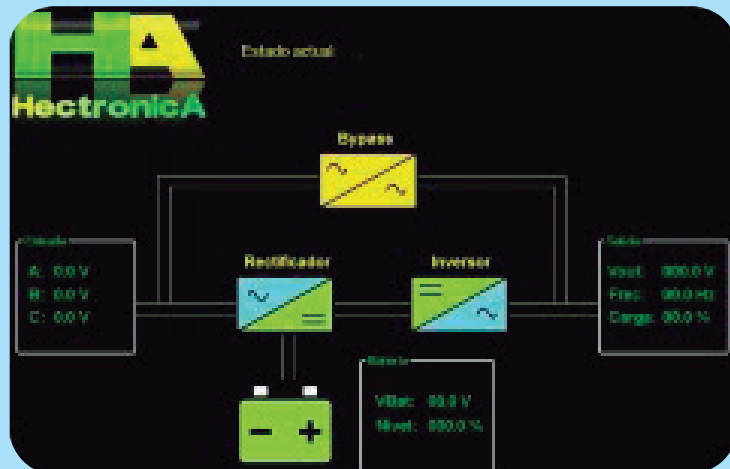 HA
HectronicA
Estado actual
Bypass
Entrada
A: 0.0 V
B: 0.0 V
C: 0.0 V
Rectificador
Inversor
Salida
Vout: 000.0 V
Frec: 00.0 Hz
Carga: 00.0 %
Batería
VBat: 00.0 V
Nivel: 000.0 %